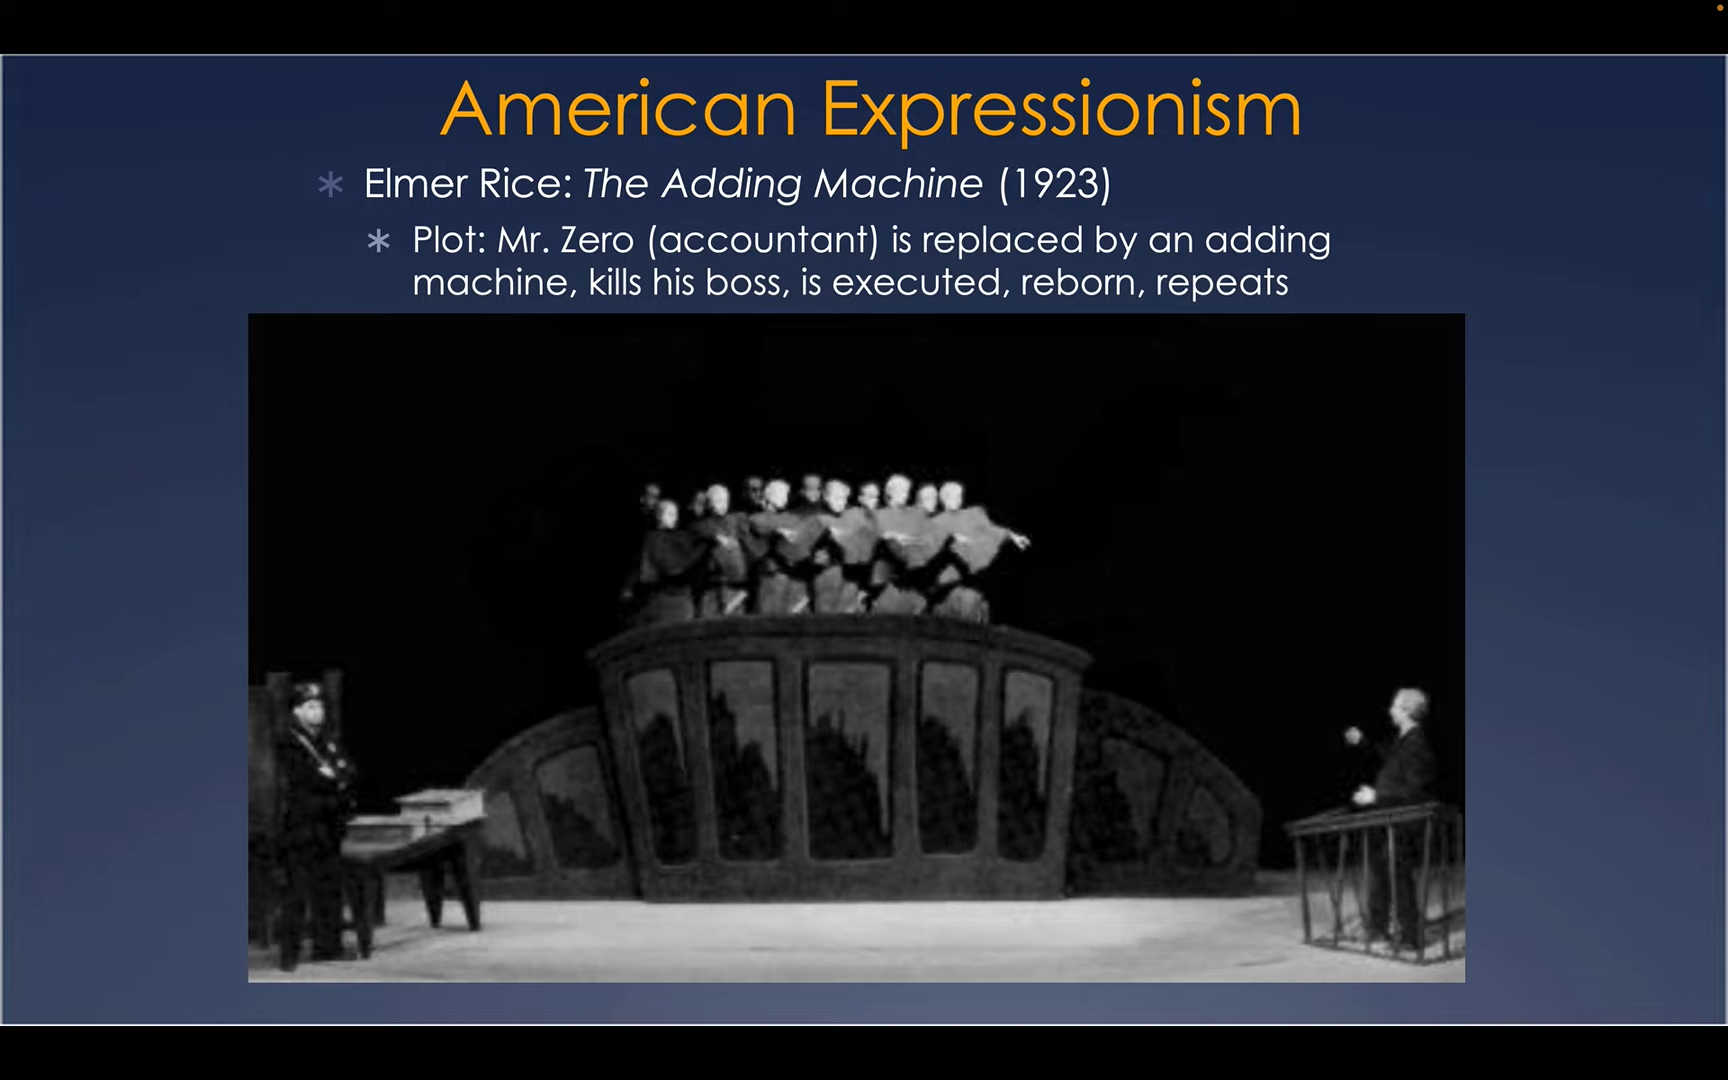 American Expressionism
Elmer Rice: The Adding Machine (1923)
Plot: Mr. Zero (accountant) is replaced by an adding
machine, kills his boss, is executed, reborn, repeats